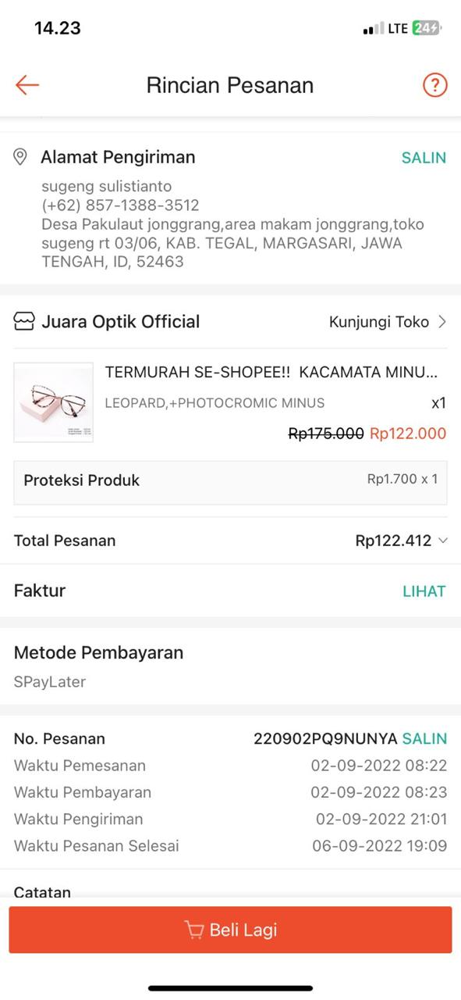 14.23
LTE 24
Rincian Pesanan
?
Alamat Pengiriman SALIN
sugeng sulistianto
(+62) 857-1388-3512
Desa Pakulaut jonggrang,area makam jonggrang,toko
sugeng rt 03/06, KAB. TEGAL, MARGASARI, JAWA
TENGAH, ID, 52463
Juara Optik Official Kunjungi Toko
TERMURAH SE-SHOPEE!! KACAMATA MINU...
LEOPARD,+PHOTOCROMIC MINUS x1
Rp175.000 Rp122.000
Proteksi Produk Rp1.700 x 1
Total Pesanan Rp122.412
Faktur LIHAT
Metode Pembayaran
SPayLater
No. Pesanan 220902PQ9NUNYA SALIN
Waktu Pemesanan 02-09-2022 08:22
Waktu Pembayaran 02-09-2022 08:23
Waktu Pengiriman 02-09-2022 21:01
Waktu Pesanan Selesai 06-09-2022 19:09
Catatan
Beli Lagi